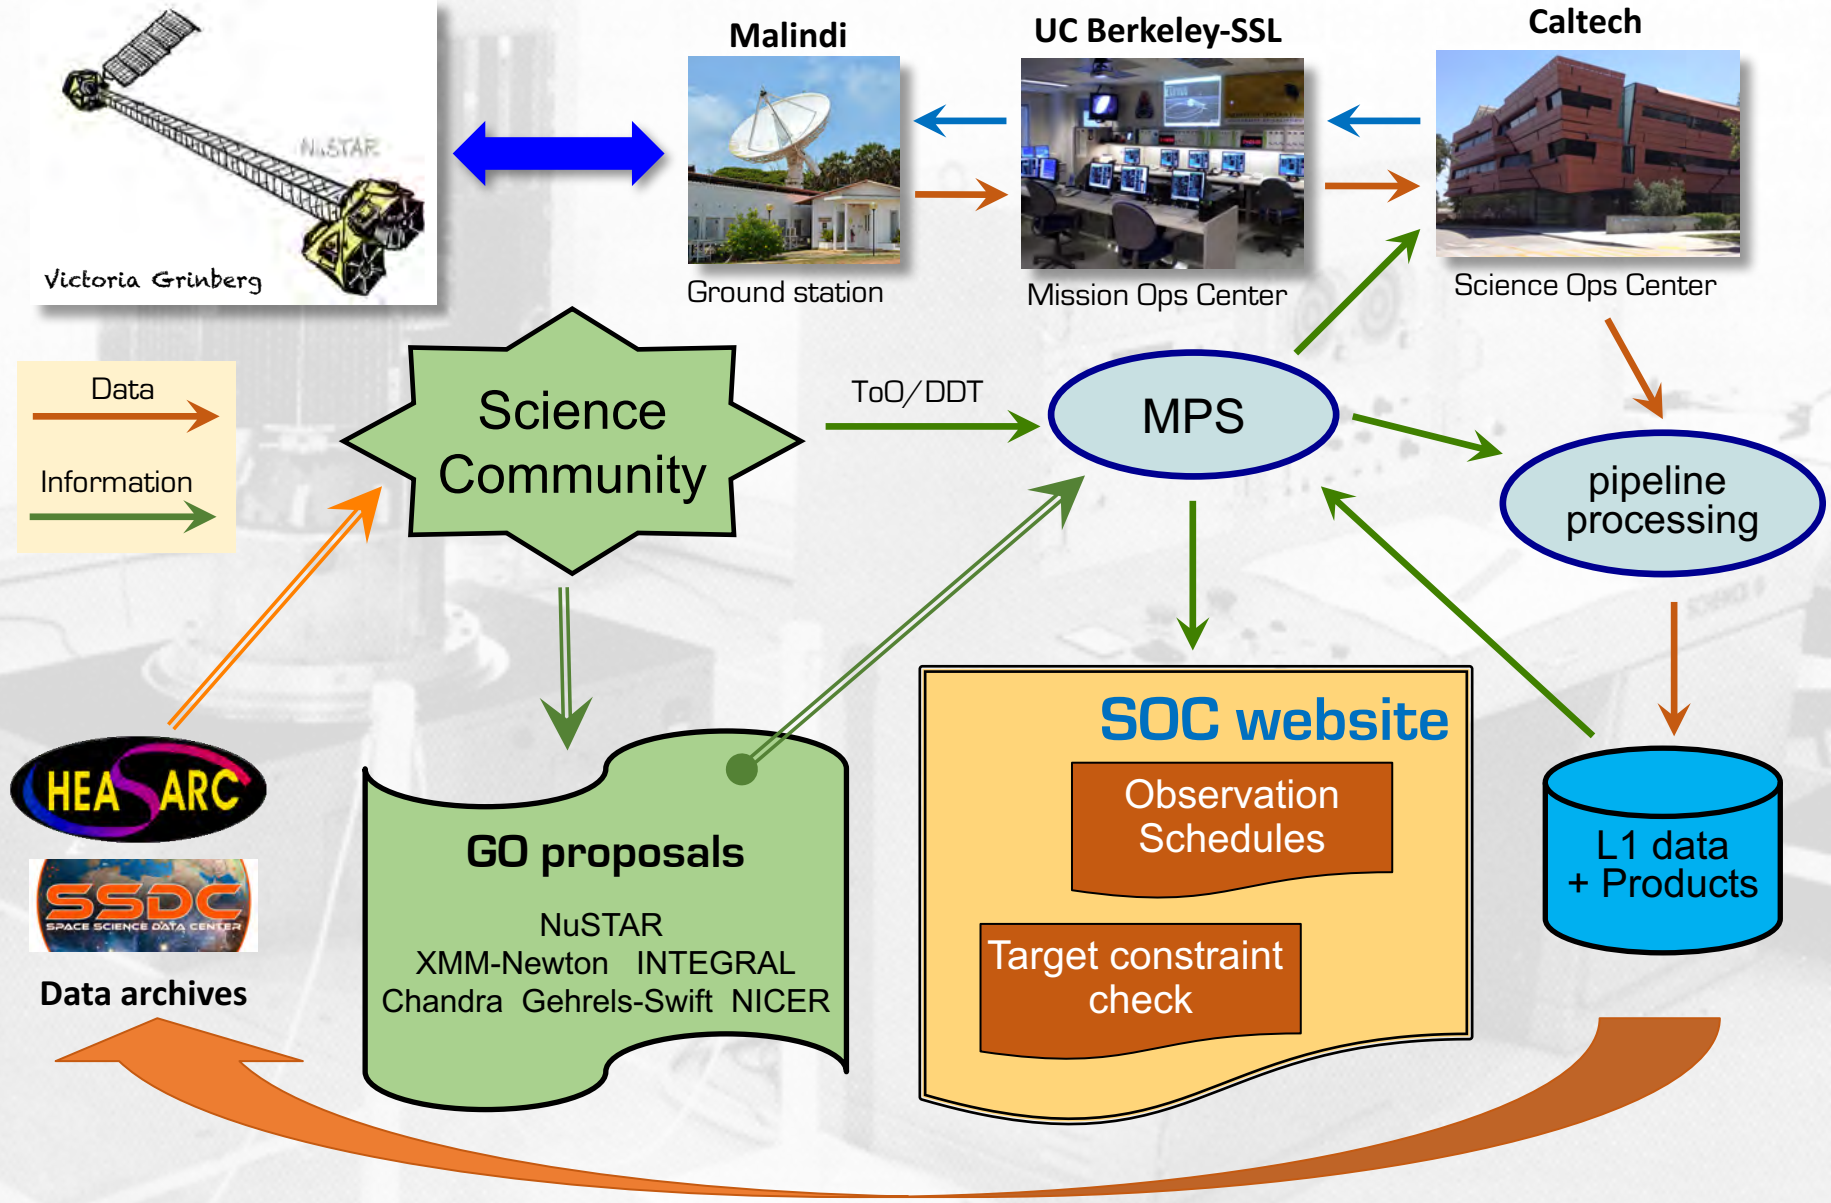 Malindi
UC Berkeley-SSL
Caltech
NuSTAR
Victoria Grinberg
Ground station
Mission Ops Center
Science Ops Center
Data
Information
Science
Community
ToO/DDT
MPS
pipeline
processing
HEASARC
SSDC
SPACE SCIENCE DATA CENTER
Data archives
GO proposals
NuSTAR
XMM-Newton INTEGRAL
Chandra Gehrels-Swift NICER
SOC website
Observation
Schedules
Target constraint
check
L1 data
+ Products